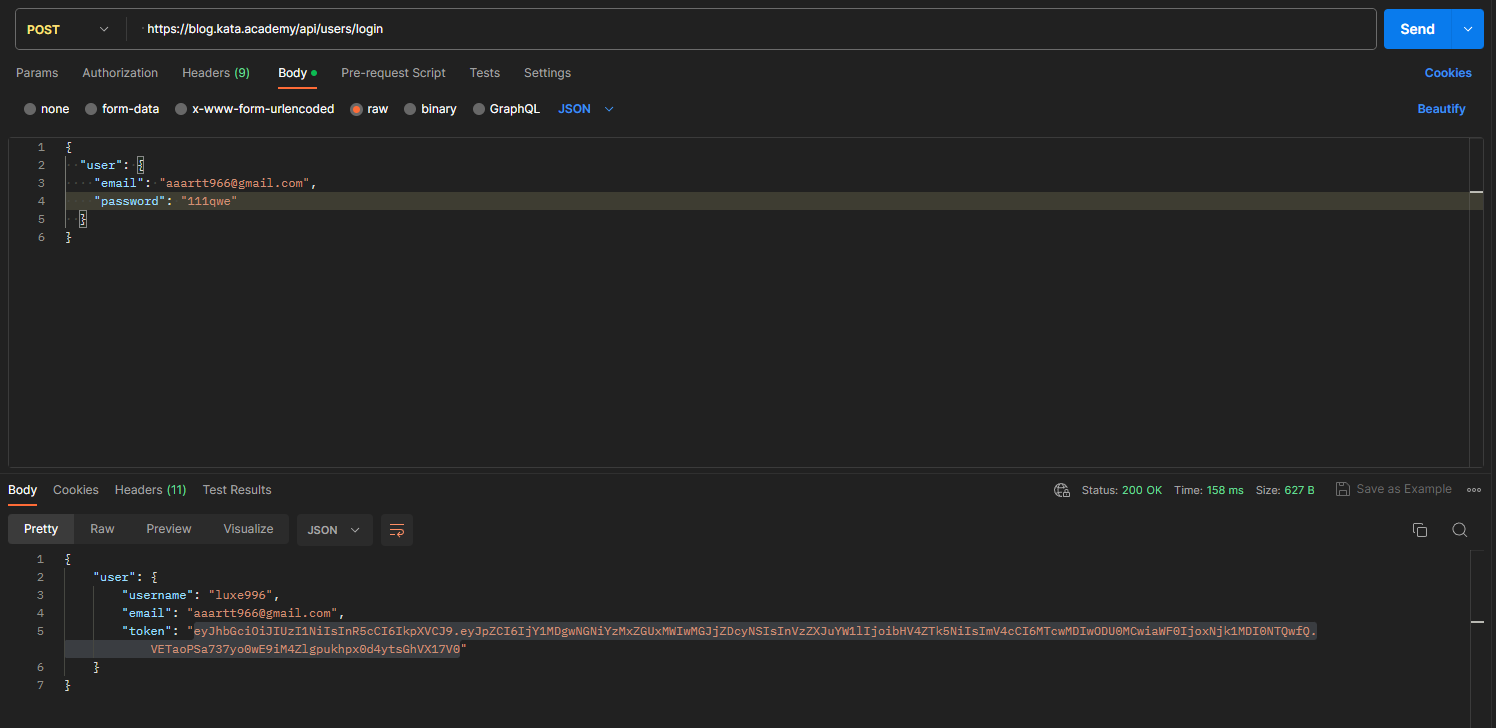 POST https://blog.kata.academy/api/users/login Send
Params Authorization Headers (9) Body Pre-request Script Tests Settings Cookies
none form-data x-www-form-urlencoded raw binary GraphQL JSON Beautify
1 {
2 "user": {
3 "email": "aaartt966@gmail.com",
4 "password": "111qwe"
5 }
6 }
Body Cookies Headers (11) Test Results Status: 200 OK Time: 158 ms Size: 627 B Save as Example
Pretty Raw Preview Visualize JSON
1 {
2 "user": {
3 "username": "luxe996",
4 "email": "aaartt966@gmail.com",
5 "token": "eyJhbGciOiJIUzI1NiIsInR5cCI6IkpXVCJ9.eyJpZCI6IjY1MDgwNGNiYzMxZGUxMWIwMGJjZDcyNSIsInVzZXJuYW1lIjoibHV4ZTk5NiIsImV4cCI6MTcwMDIwODU0MCwiaWF0IjoxNjk1MDI0NTQwfQ.
VETaoPSa737yo0wE9iM4Zlgpukhpx0d4ytsGhVX17V0"
6 }
7 }